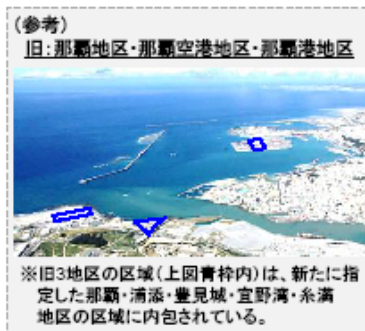 (参考)
旧:那覇地区・那覇空港地区・那覇港地区
※旧3地区の区域(上図青枠内)は、新たに指
定した那覇・浦添・豊見城・宜野湾・糸満
地区の区域に内包されている。